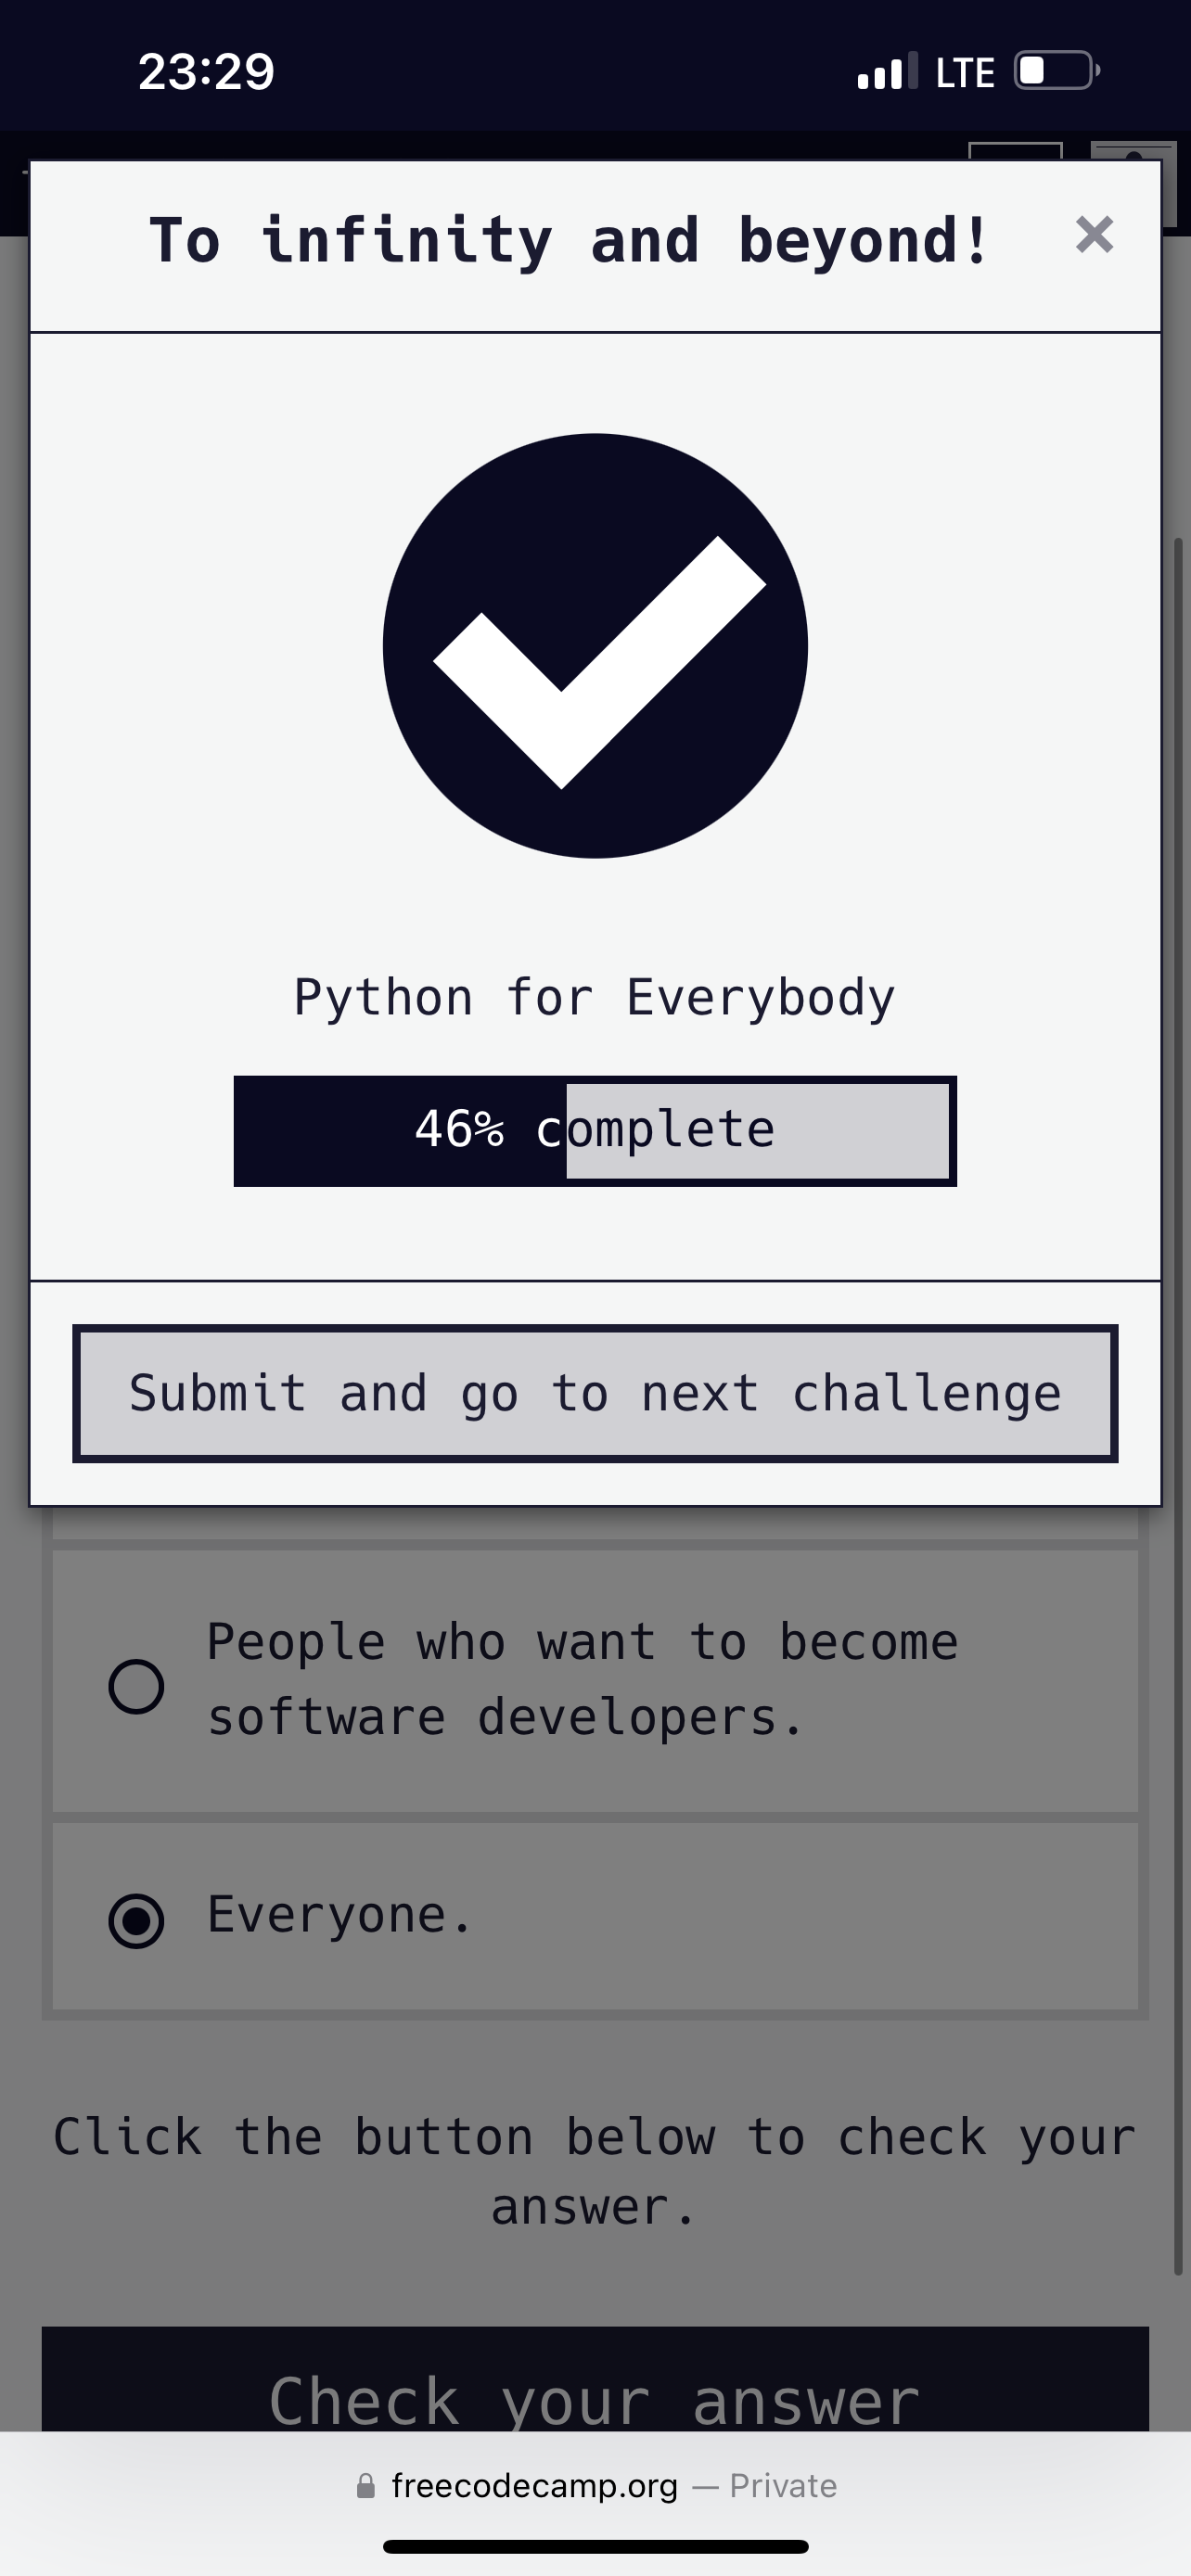 23:29
LTE
To infinity and beyond!
×
Python for Everybody
46% complete
Submit and go to next challenge
People who want to become
software developers.
Everyone.
Click the button below to check your
answer.
Check your answer
freecodecamp.org — Private